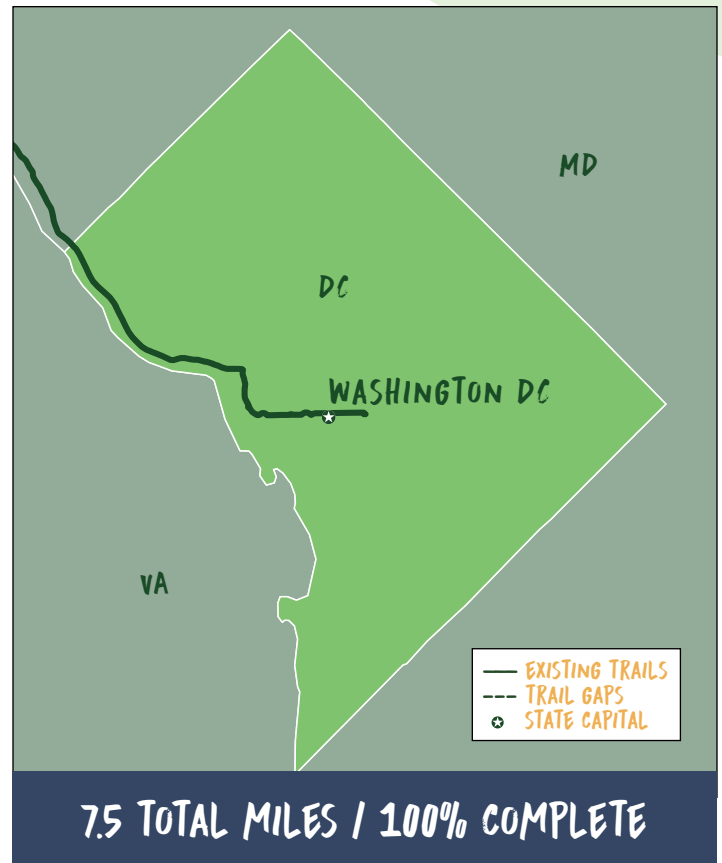 MD
DC
WASHINGTON DC
VA
EXISTING TRAILS
TRAIL GAPS
STATE CAPITAL
7.5 TOTAL MILES / 100% COMPLETE